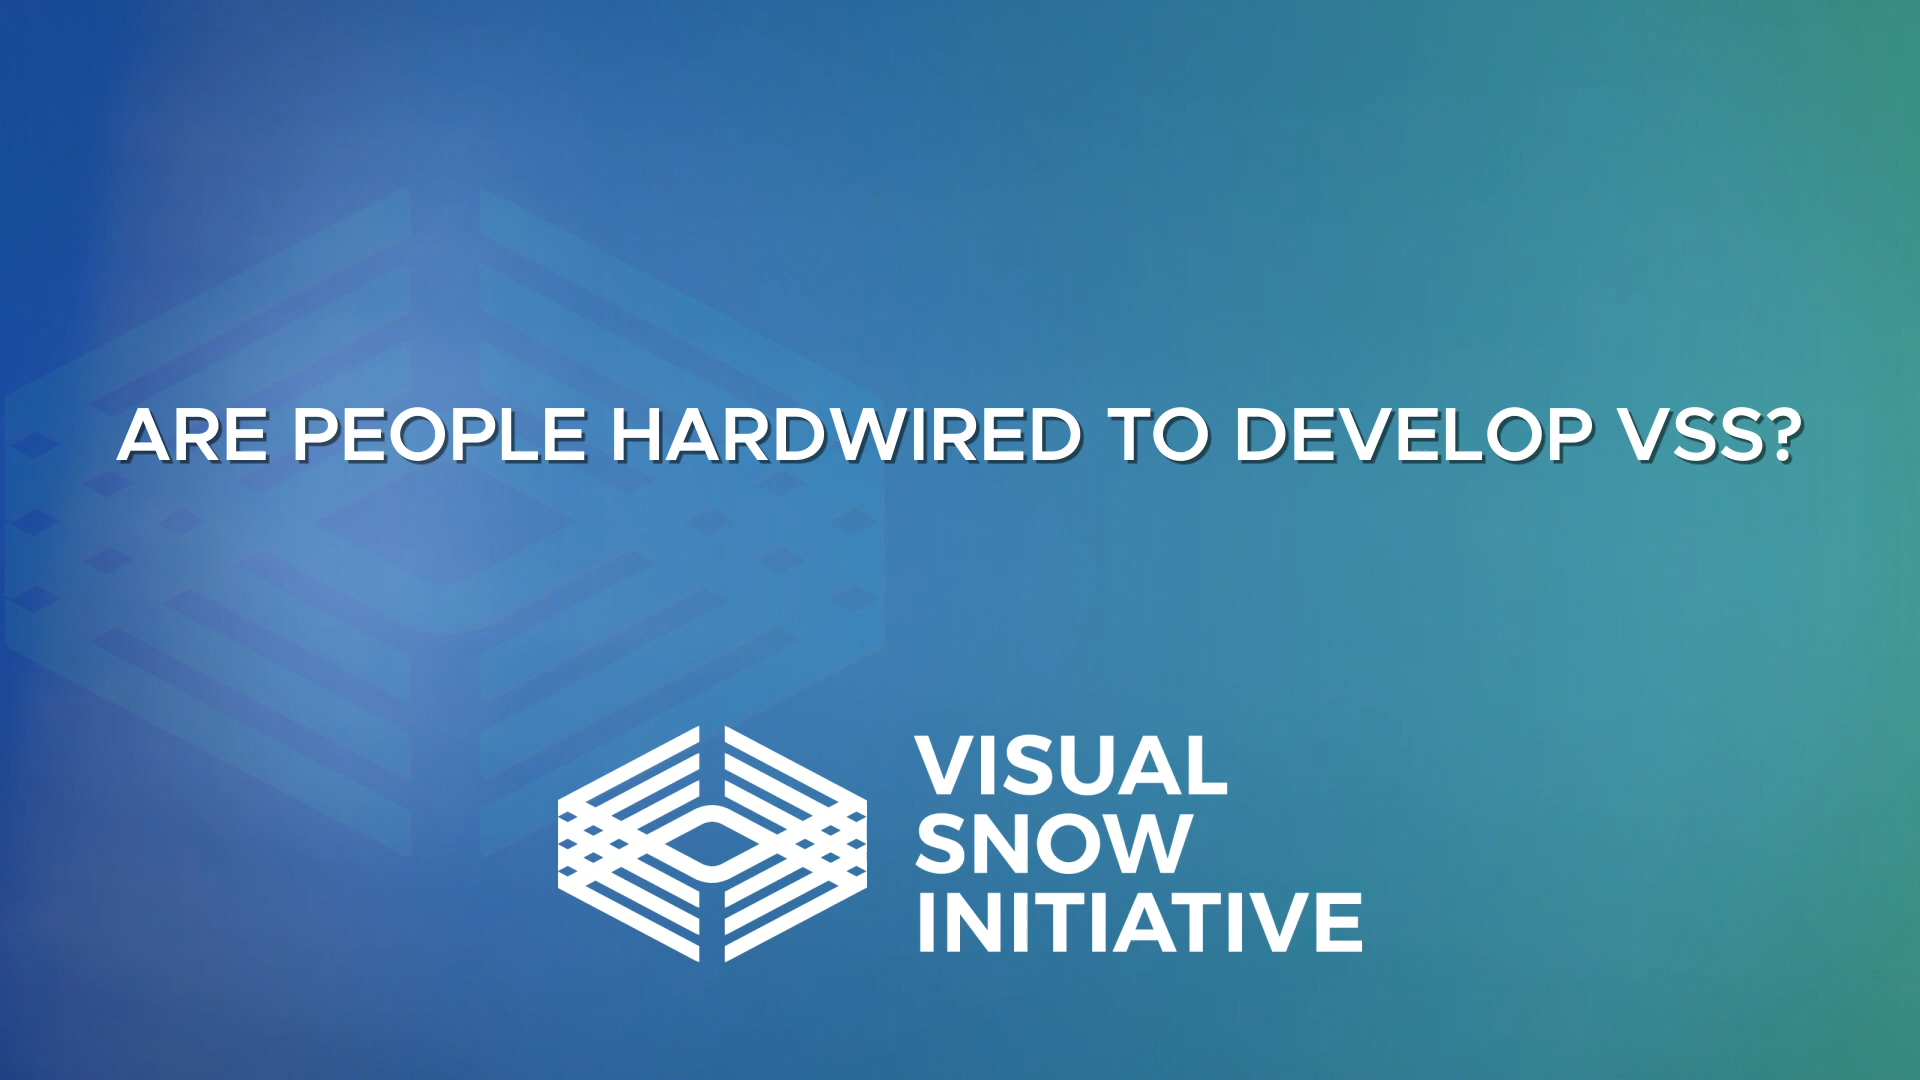 ARE PEOPLE HARDWIRED TO DEVELOP VSS?
VISUAL
SNOW
INITIATIVE